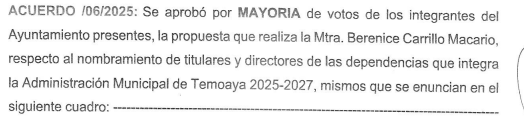 ACUERDO /06/2025: Se aprobó por MAYORIA de votos de los integrantes del
Ayuntamiento presentes, la propuesta que realiza la Mtra. Berenice Carrillo Macario,
respecto al nombramiento de titulares y directores de las dependencias que integra
la Administración Municipal de Temoaya 2025-2027, mismos que se enuncian en el
siguiente cuadro: ------------------------------------------------------------------------------------